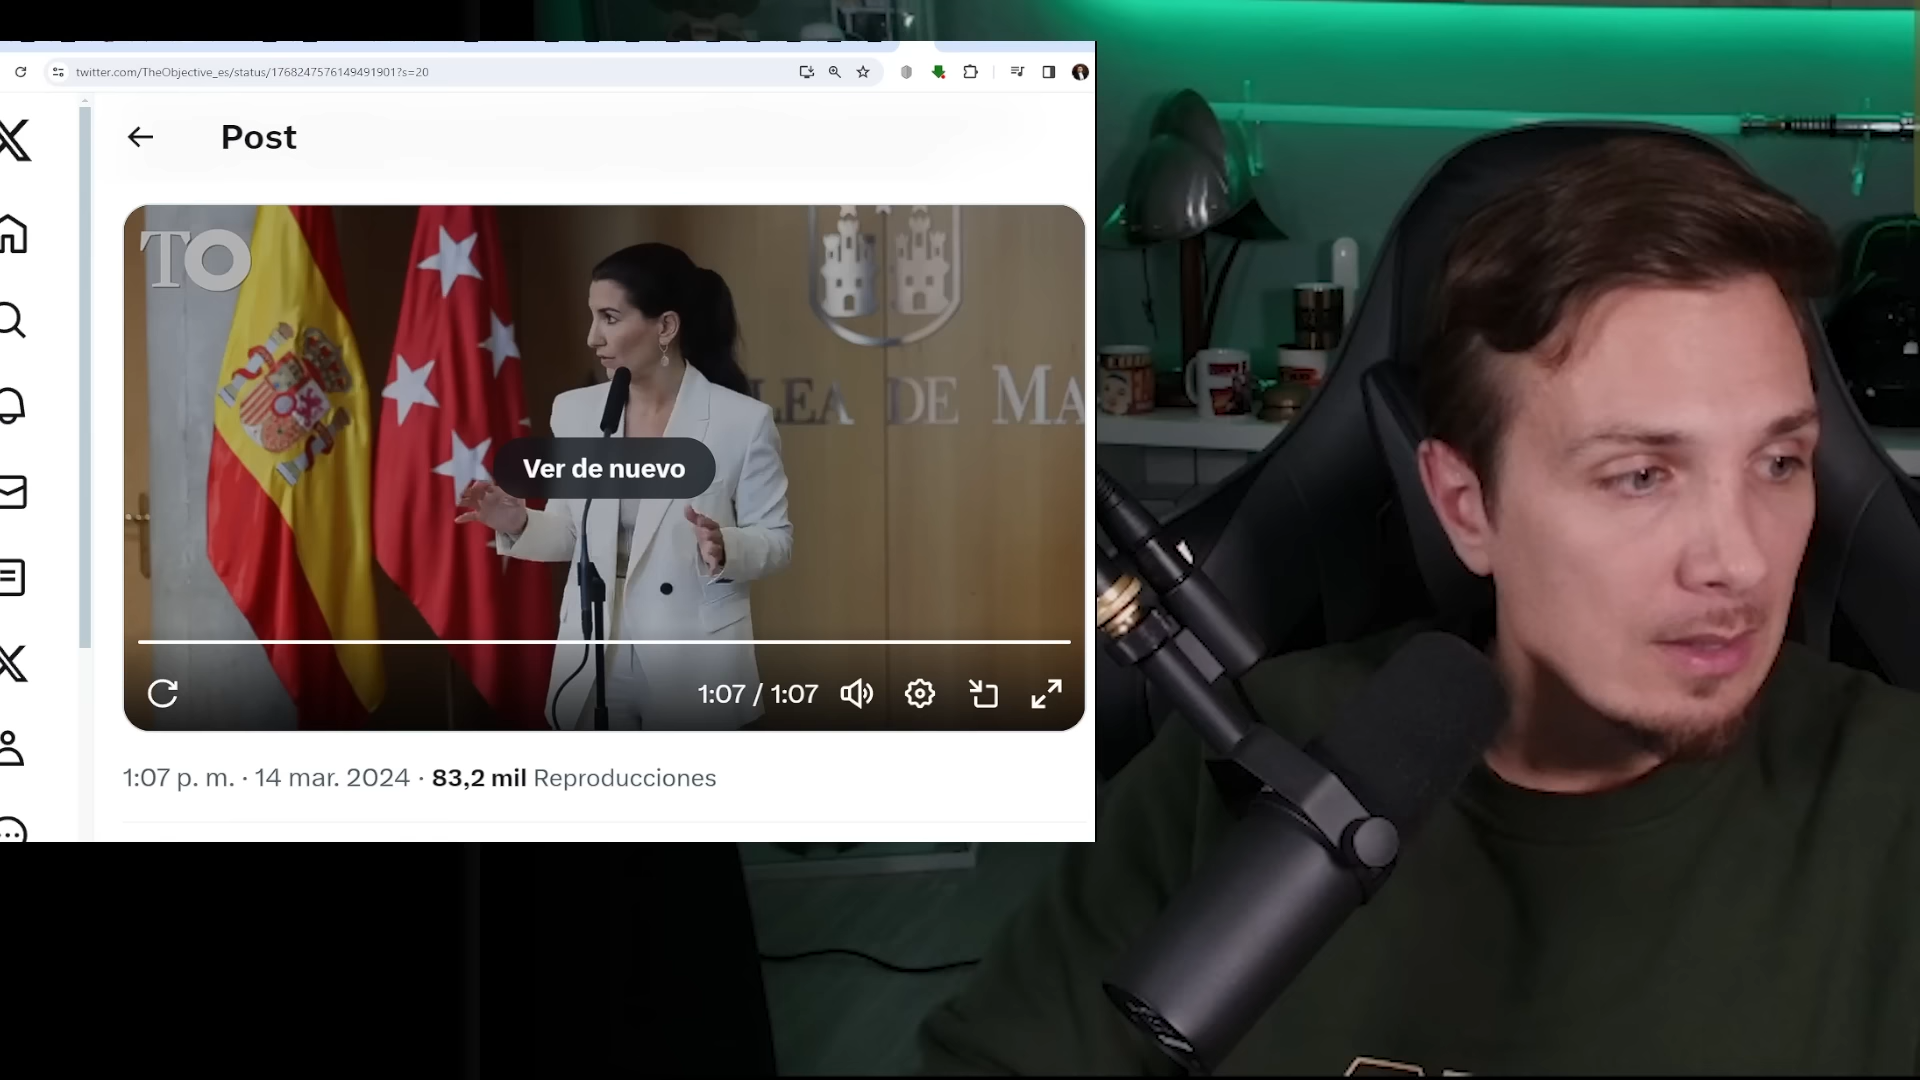 twitter.com/TheObjective_es/status/1768247576149491901?s=20
Post
TO
LEA DE MA
Ver de nuevo
1:07 / 1:07
1:07 p. m. · 14 mar. 2024 · 83,2 mil Reproducciones